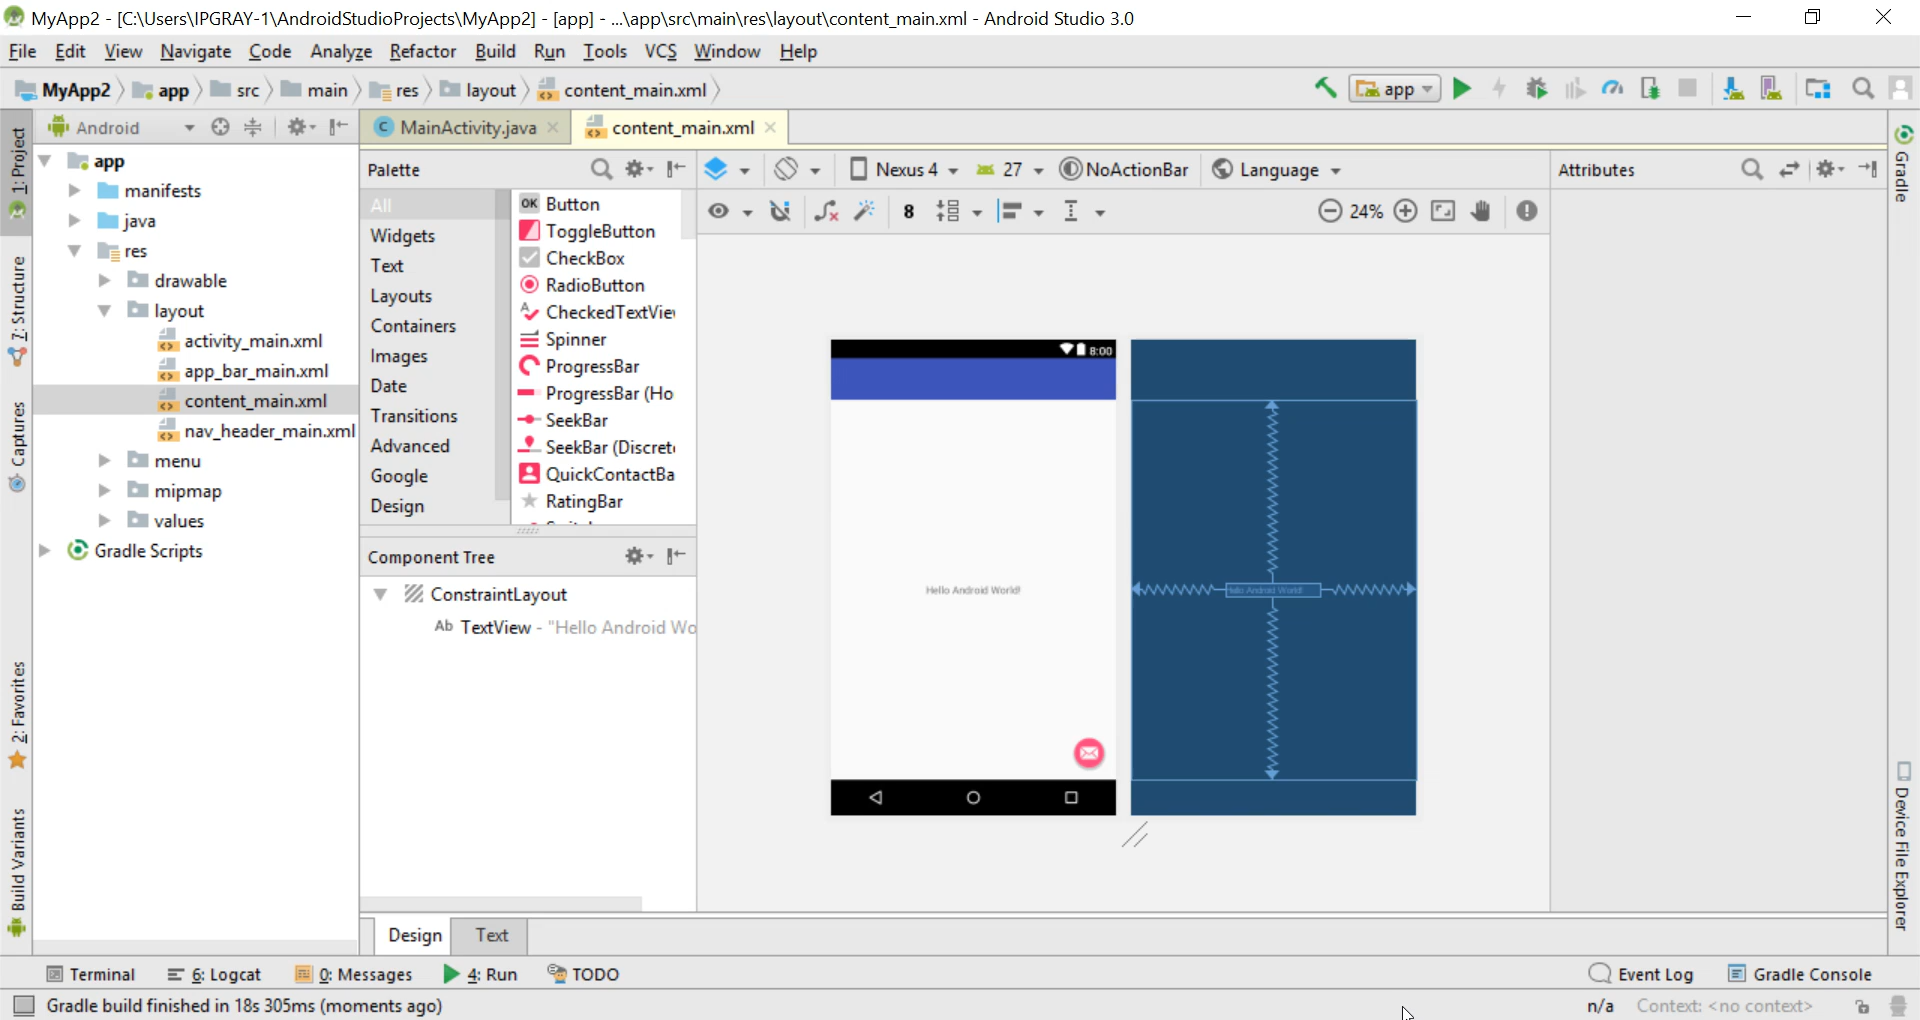 MyApp2 - [C:\Users\IPGRAY-1\AndroidStudioProjects\MyApp2] - [app] - ...\app\src\main\res\layout\content_main.xml - Android Studio 3.0
File Edit View Navigate Code Analyze Refactor Build Run Tools VCS Window Help
MyApp2 app src main res layout content_main.xml
app
1: Project
7: Structure
Captures
2: Favorites
Build Variants
Android
app
manifests
java
res
drawable
layout
activity_main.xml
app_bar_main.xml
content_main.xml
nav_header_main.xml
menu
mipmap
values
Gradle Scripts
C MainActivity.java
content_main.xml
Palette
All
Widgets
Text
Layouts
Containers
Images
Date
Transitions
Advanced
Google
Design
OK Button
ToggleButton
CheckBox
RadioButton
CheckedTextVie
Spinner
ProgressBar
ProgressBar (Ho
SeekBar
SeekBar (Discret
QuickContactBa
RatingBar
Component Tree
ConstraintLayout
Ab TextView - "Hello Android Wo
Nexus 4 27 NoActionBar Language
8
24%
8:00
Hello Android World!
Hello Android World!
Attributes
Gradle
Device File Explorer
Design Text
Terminal 6: Logcat 0: Messages 4: Run TODO
Event Log Gradle Console
Gradle build finished in 18s 305ms (moments ago)
n/a Context: <no context>